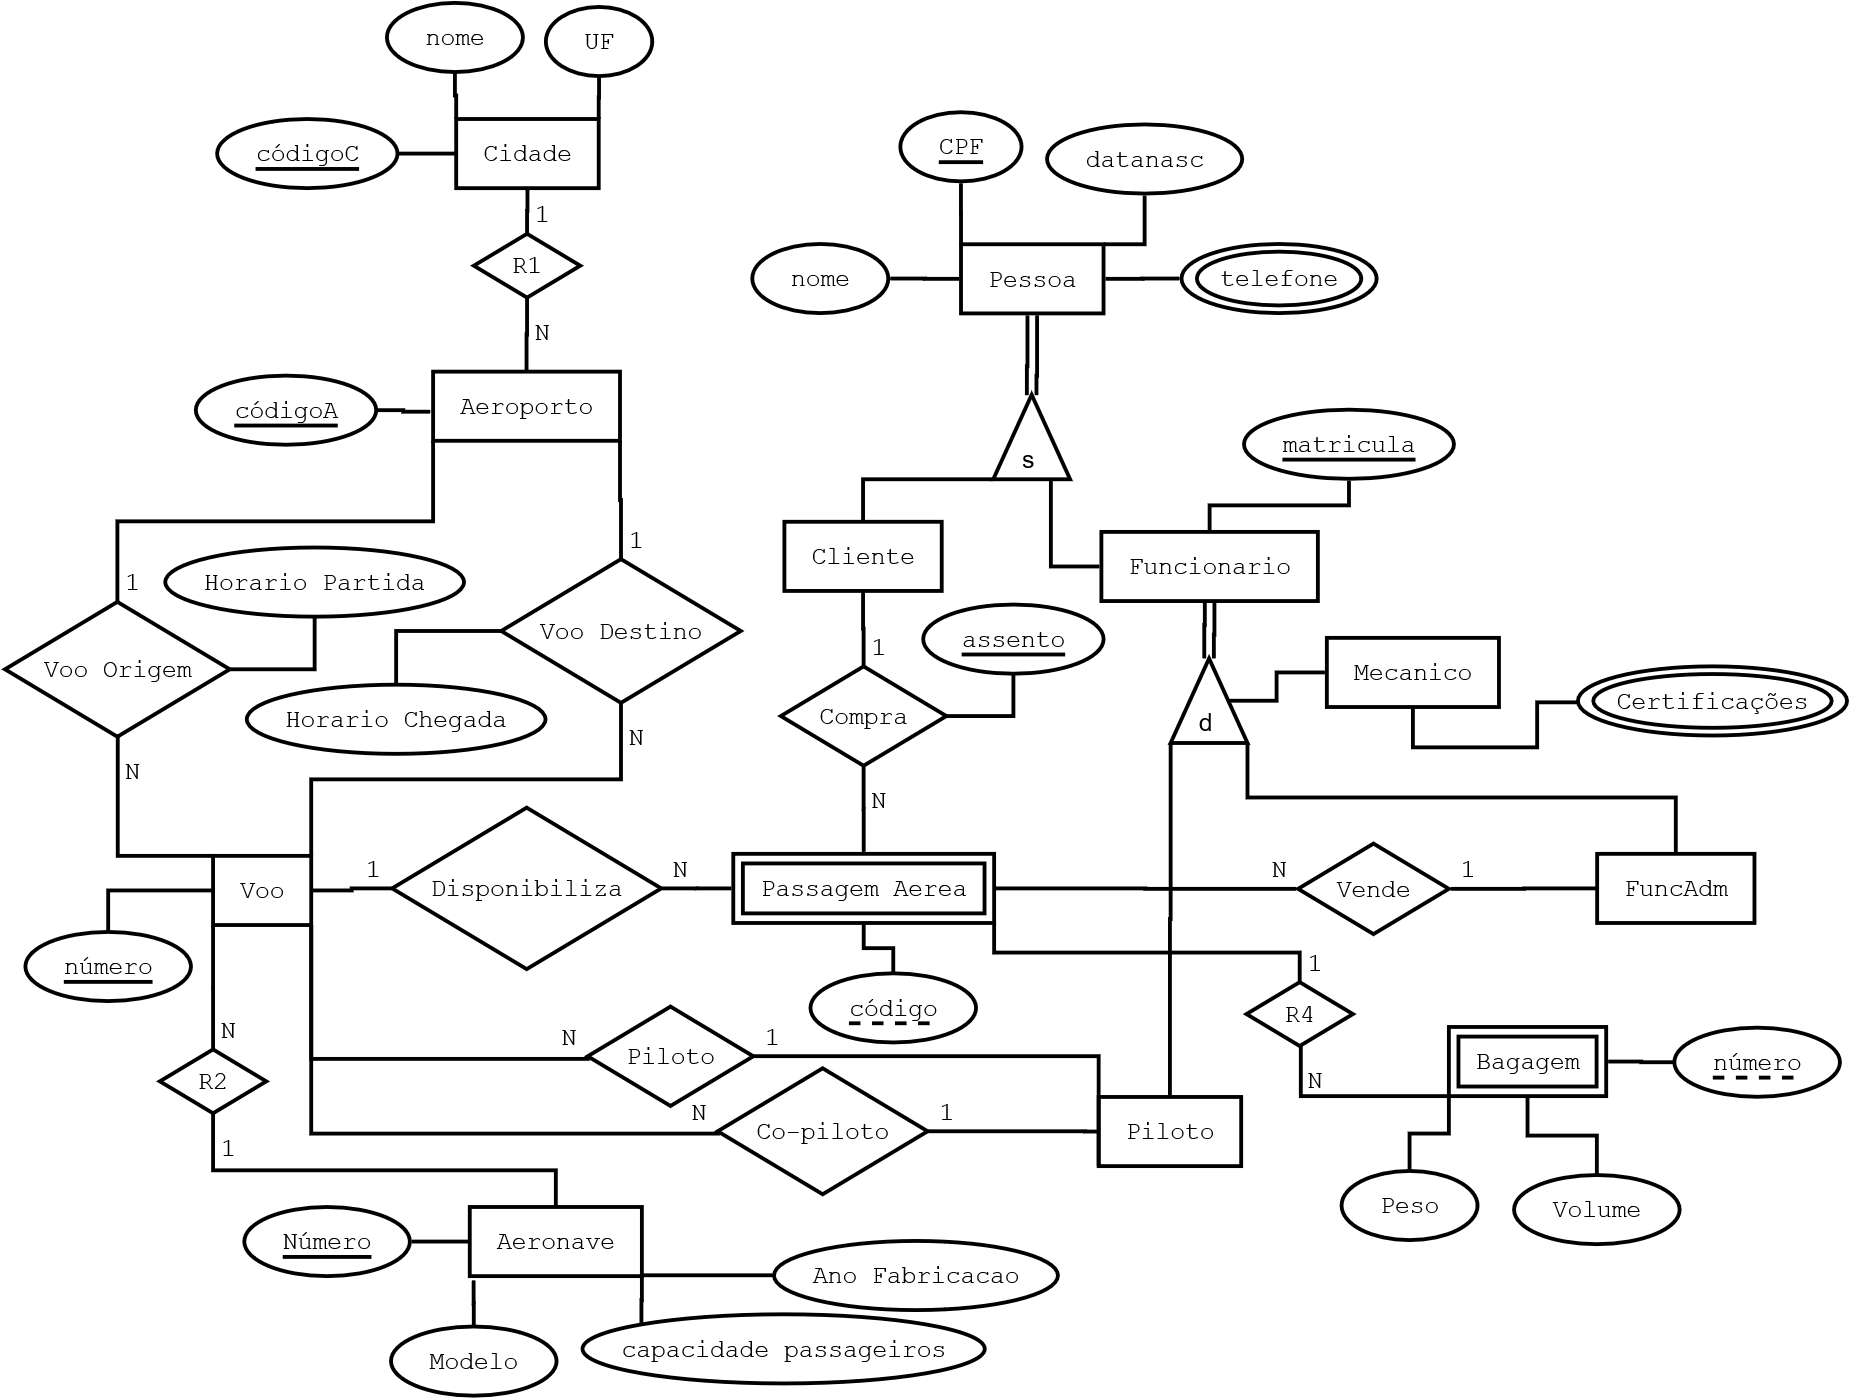 nome
UF
códigoC
Cidade
CPF
datanasc
1
R1
nome
Pessoa
telefone
N
códigoA
Aeroporto
s
matricula
1
1
Horario Partida
Cliente
Funcionario
Voo Origem
Voo Destino
1
assento
Mecanico
Horario Chegada
Compra
d
Certificações
N
N
N
1
Disponibiliza
N
Voo
Passagem Aerea
N
Vende
1
FuncAdm
número
código
1
R4
N
N
Piloto
1
R2
N
Bagagem
número
N
Co-piloto
1
Piloto
1
Peso
Volume
Número
Aeronave
Ano Fabricacao
Modelo
capacidade passageiros